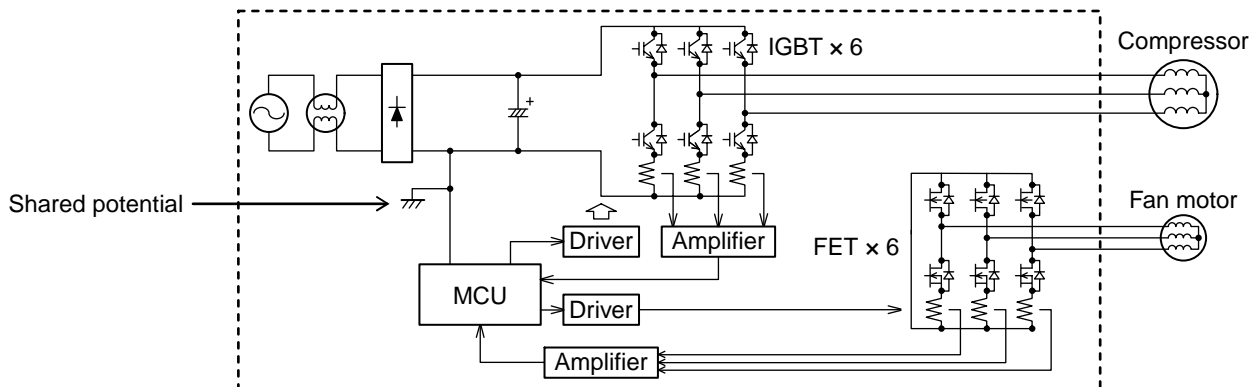 IGBT × 6
Compressor
Shared potential
Fan motor
Driver
Amplifier
FET × 6
MCU
Driver
Amplifier
+